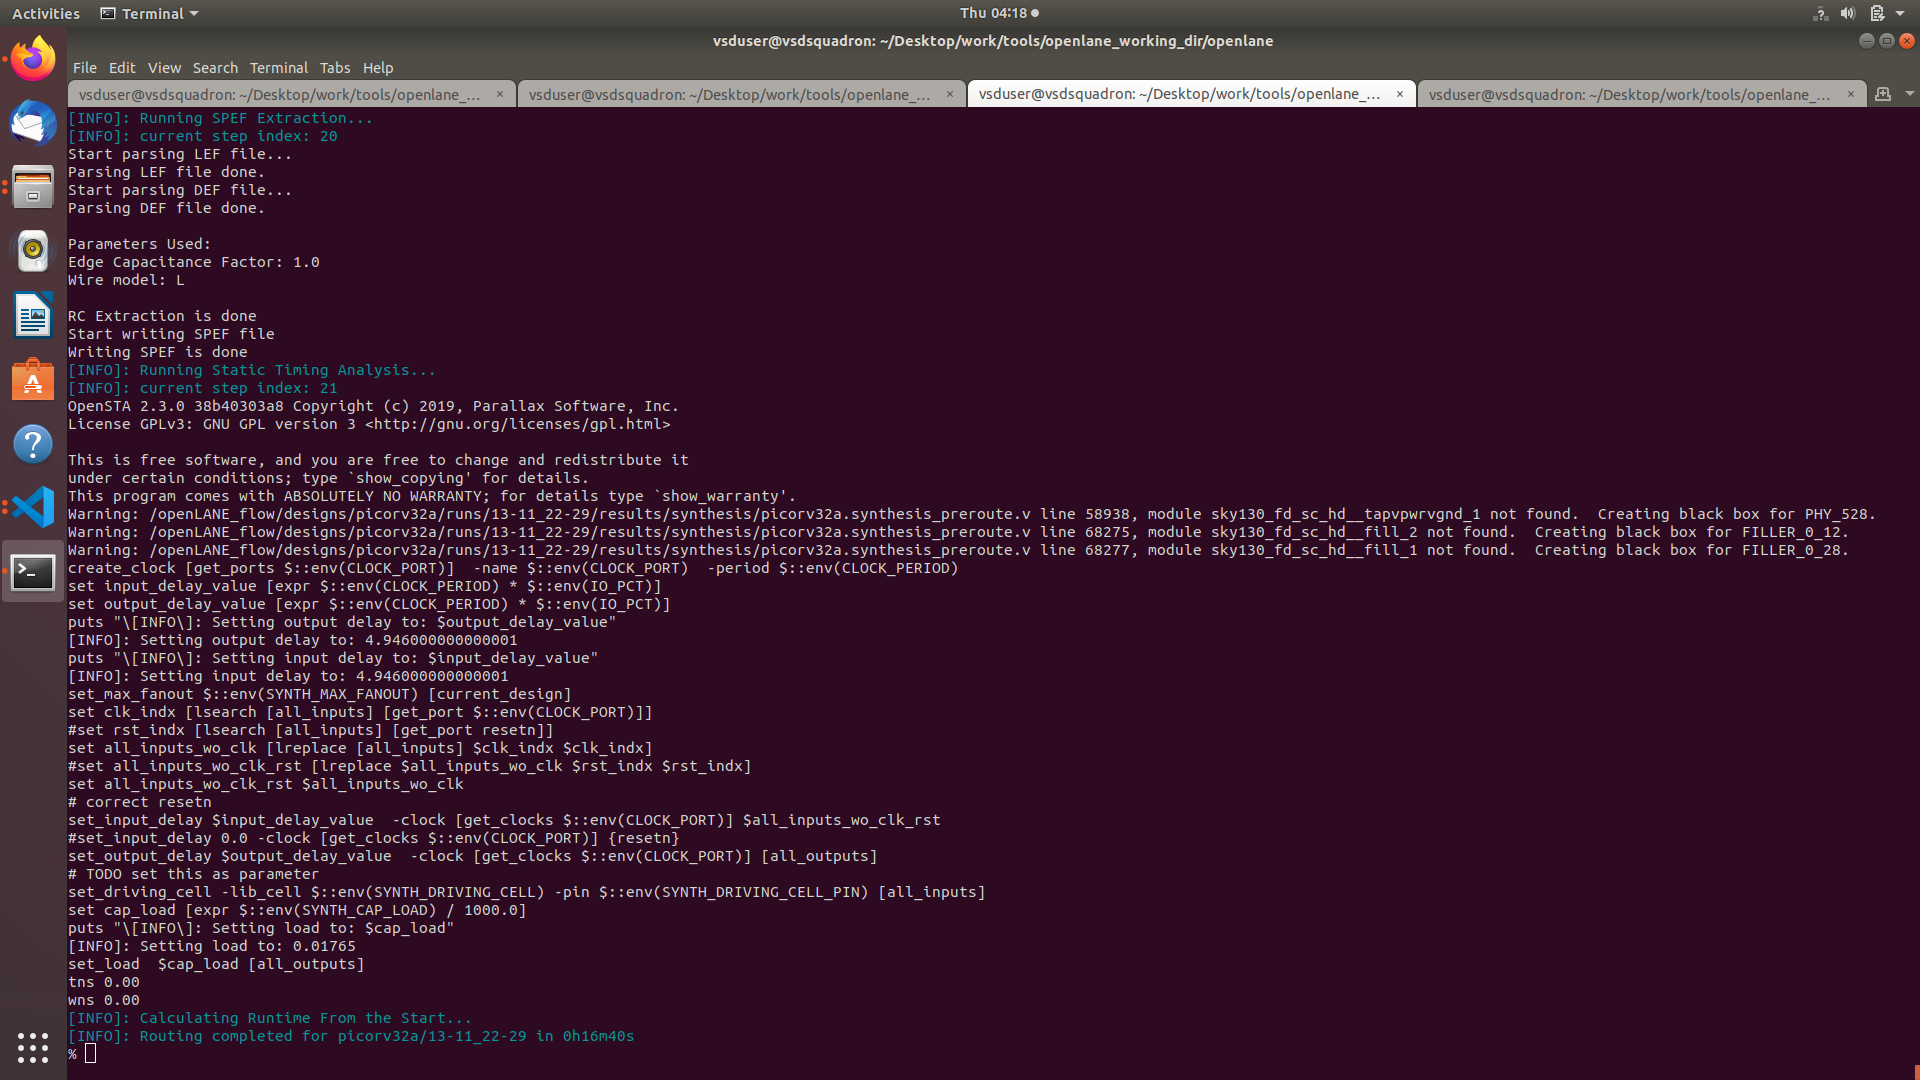 Activities Terminal Thu 04:18
vsduser@vsdsquadron: ~/Desktop/work/tools/openlane_working_dir/openlane
File Edit View Search Terminal Tabs Help
vsduser@vsdsquadron: ~/Desktop/work/tools/openlane_... × vsduser@vsdsquadron: ~/Desktop/work/tools/openlane_... × vsduser@vsdsquadron: ~/Desktop/work/tools/openlane_... × vsduser@vsdsquadron: ~/Desktop/work/tools/openlane_... ×
[INFO]: Running SPEF Extraction...
[INFO]: current step index: 20
Start parsing LEF file...
Parsing LEF file done.
Start parsing DEF file...
Parsing DEF file done.
Parameters Used:
Edge Capacitance Factor: 1.0
Wire model: L
RC Extraction is done
Start writing SPEF file
Writing SPEF is done
[INFO]: Running Static Timing Analysis...
[INFO]: current step index: 21
OpenSTA 2.3.0 38b40303a8 Copyright (c) 2019, Parallax Software, Inc.
License GPLv3: GNU GPL version 3 <http://gnu.org/licenses/gpl.html>
This is free software, and you are free to change and redistribute it
under certain conditions; type `show_copying' for details.
This program comes with ABSOLUTELY NO WARRANTY; for details type `show_warranty'.
Warning: /openLANE_flow/designs/picorv32a/runs/13-11_22-29/results/synthesis/picorv32a.synthesis_preroute.v line 58938, module sky130_fd_sc_hd__tapvpwrvgnd_1 not found.  Creating black box for PHY_528.
Warning: /openLANE_flow/designs/picorv32a/runs/13-11_22-29/results/synthesis/picorv32a.synthesis_preroute.v line 68275, module sky130_fd_sc_hd__fill_2 not found.  Creating black box for FILLER_0_12.
Warning: /openLANE_flow/designs/picorv32a/runs/13-11_22-29/results/synthesis/picorv32a.synthesis_preroute.v line 68277, module sky130_fd_sc_hd__fill_1 not found.  Creating black box for FILLER_0_28.
create_clock [get_ports $::env(CLOCK_PORT)]  -name $::env(CLOCK_PORT)  -period $::env(CLOCK_PERIOD)
set input_delay_value [expr $::env(CLOCK_PERIOD) * $::env(IO_PCT)]
set output_delay_value [expr $::env(CLOCK_PERIOD) * $::env(IO_PCT)]
puts "\[INFO\]: Setting output delay to: $output_delay_value"
[INFO]: Setting output delay to: 4.946000000000001
puts "\[INFO\]: Setting input delay to: $input_delay_value"
[INFO]: Setting input delay to: 4.946000000000001
set_max_fanout $::env(SYNTH_MAX_FANOUT) [current_design]
set clk_indx [lsearch [all_inputs] [get_port $::env(CLOCK_PORT)]]
#set rst_indx [lsearch [all_inputs] [get_port resetn]]
set all_inputs_wo_clk [lreplace [all_inputs] $clk_indx $clk_indx]
#set all_inputs_wo_clk_rst [lreplace $all_inputs_wo_clk $rst_indx $rst_indx]
set all_inputs_wo_clk_rst $all_inputs_wo_clk
# correct resetn
set_input_delay $input_delay_value  -clock [get_clocks $::env(CLOCK_PORT)] $all_inputs_wo_clk_rst
#set_input_delay 0.0 -clock [get_clocks $::env(CLOCK_PORT)] {resetn}
set_output_delay $output_delay_value  -clock [get_clocks $::env(CLOCK_PORT)] [all_outputs]
# TODO set this as parameter
set_driving_cell -lib_cell $::env(SYNTH_DRIVING_CELL) -pin $::env(SYNTH_DRIVING_CELL_PIN) [all_inputs]
set cap_load [expr $::env(SYNTH_CAP_LOAD) / 1000.0]
puts "\[INFO\]: Setting load to: $cap_load"
[INFO]: Setting load to: 0.01765
set_load  $cap_load [all_outputs]
tns 0.00
wns 0.00
[INFO]: Calculating Runtime From the Start...
[INFO]: Routing completed for picorv32a/13-11_22-29 in 0h16m40s
%